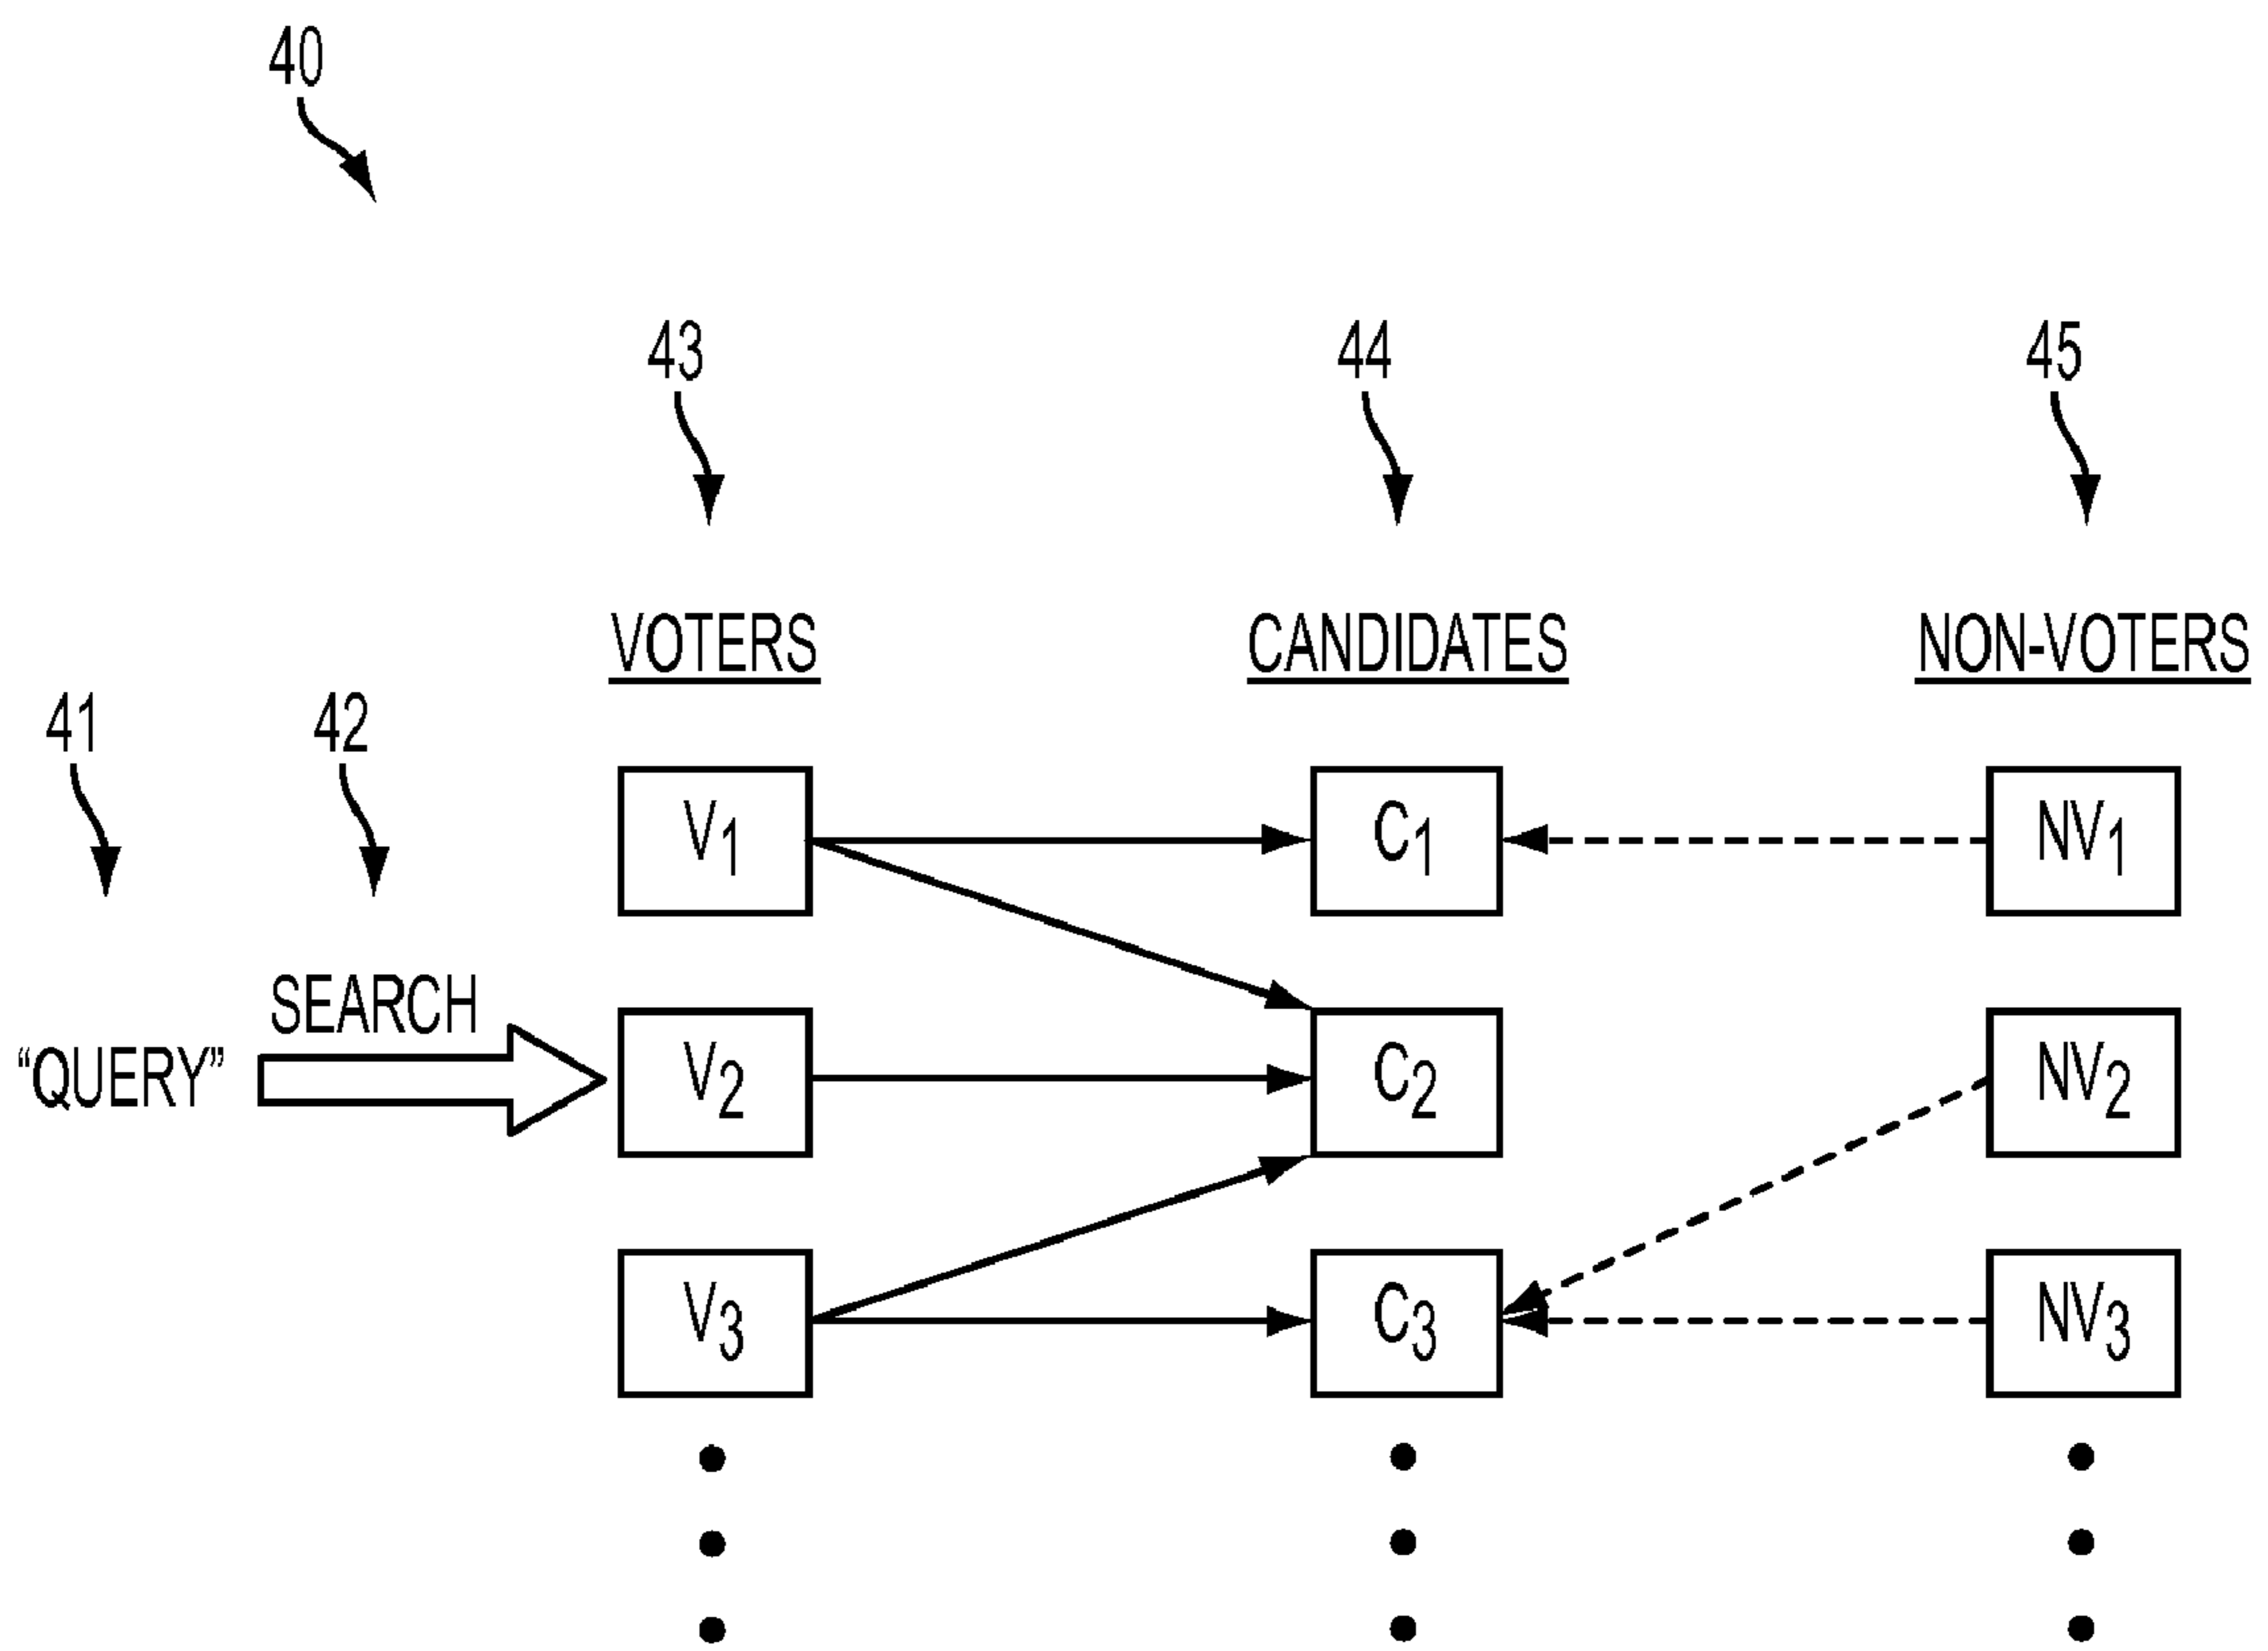 40
43 44 45
VOTERS CANDIDATES NON-VOTERS
41 42
V1 C1 NV1
SEARCH
"QUERY" V2 C2 NV2
V3 C3 NV3